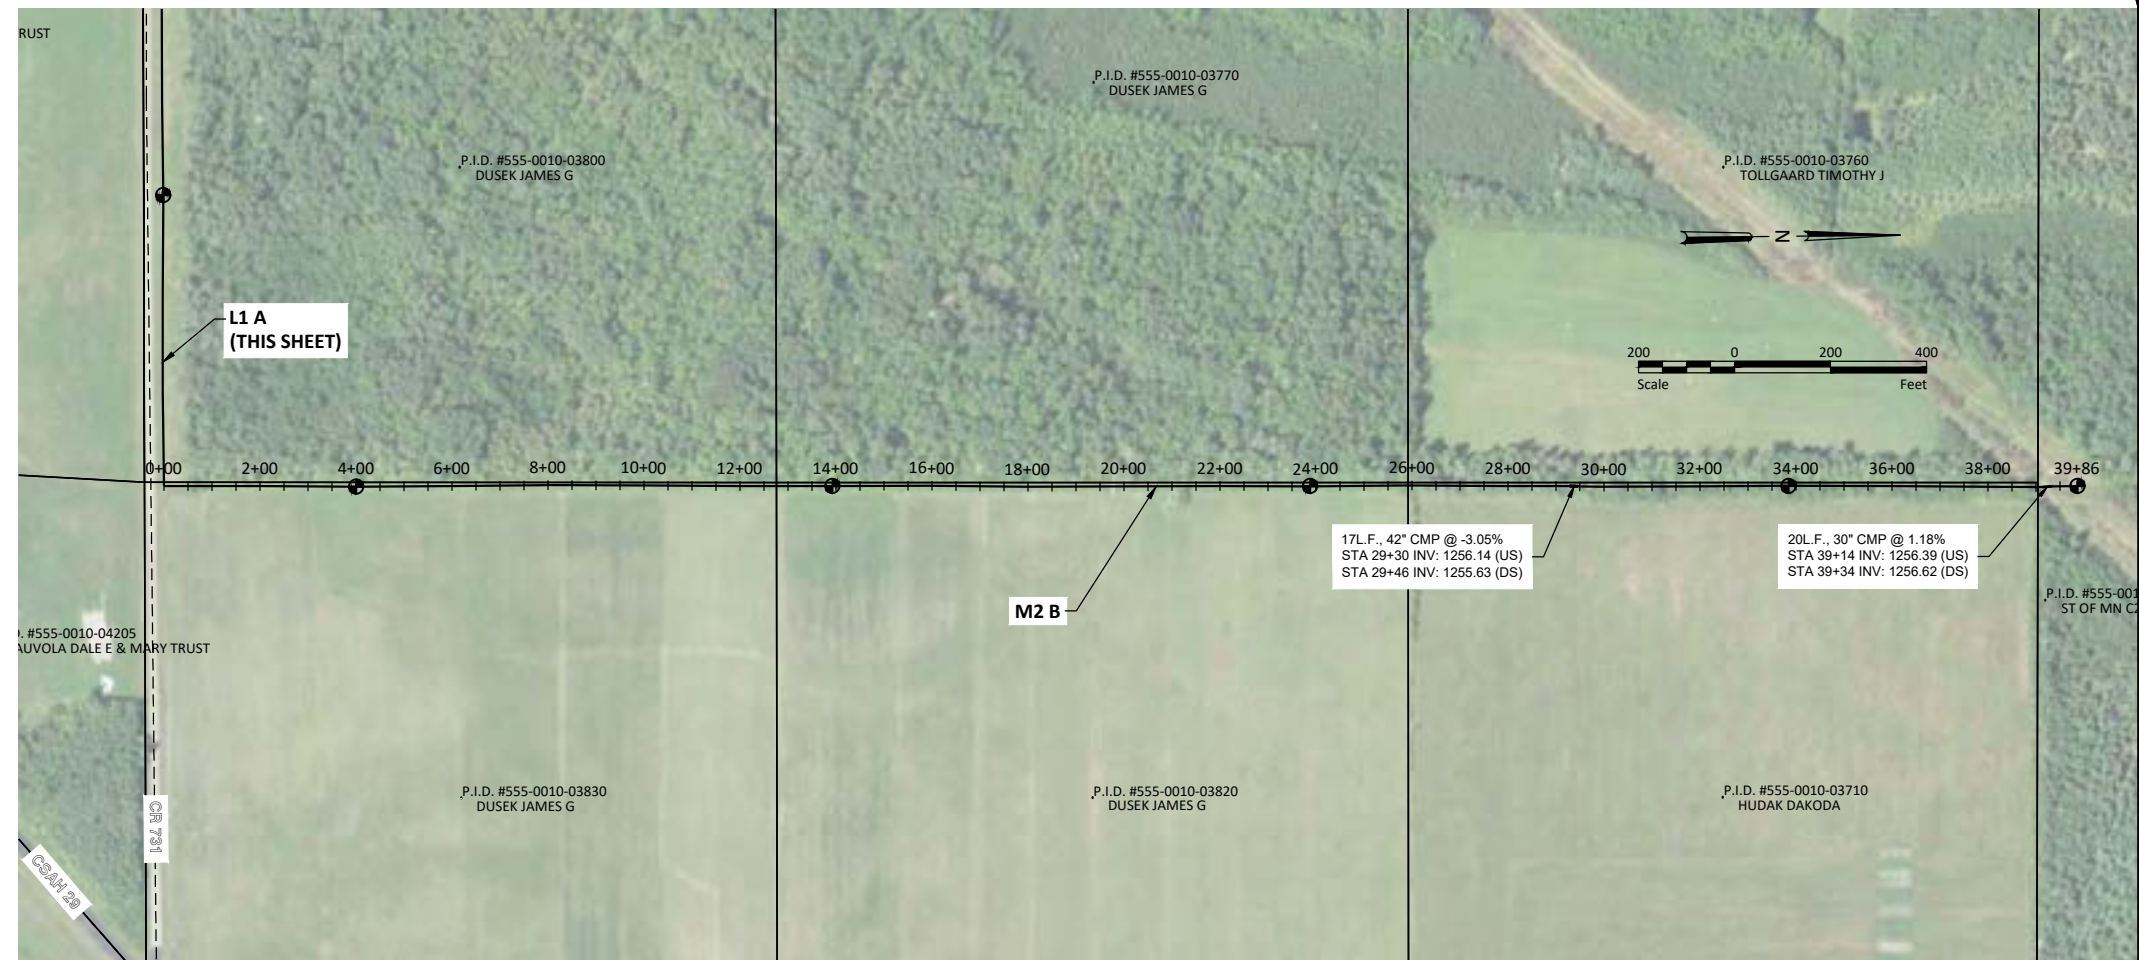 RUST
P.I.D. #555-0010-03770
DUSEK JAMES G
P.I.D. #555-0010-03800
DUSEK JAMES G
P.I.D. #555-0010-03760
TOLLGAARD TIMOTHY J
N
L1 A
(THIS SHEET)
200 0 200 400
Scale Feet
0+00 2+00 4+00 6+00 8+00 10+00 12+00 14+00 16+00 18+00 20+00 22+00 24+00 26+00 28+00 30+00 32+00 34+00 36+00 38+00 39+86
17L.F., 42" CMP @ -3.05%
STA 29+30 INV: 1256.14 (US)
STA 29+46 INV: 1255.63 (DS)
20L.F., 30" CMP @ 1.18%
STA 39+14 INV: 1256.39 (US)
STA 39+34 INV: 1256.62 (DS)
M2 B
P.I.D. #555-001
ST OF MN C
. #555-0010-04205
AUVOLA DALE E & MARY TRUST
P.I.D. #555-0010-03830
DUSEK JAMES G
P.I.D. #555-0010-03820
DUSEK JAMES G
P.I.D. #555-0010-03710
HUDAK DAKODA
CR 731
CSAH 29